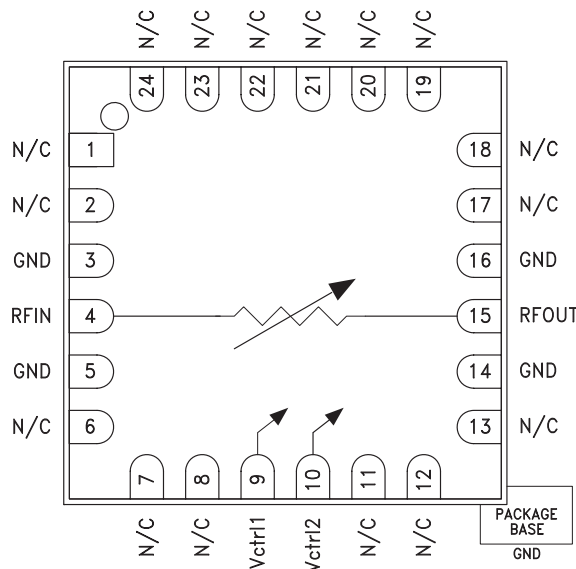 N/C N/C N/C N/C N/C N/C
24 23 22 21 20 19
N/C 1 18 N/C
N/C 2 17 N/C
GND 3 16 GND
RFIN 4 15 RFOUT
GND 5 14 GND
N/C 6 13 N/C
7 8 9 10 11 12
N/C N/C Vctrl1 Vctrl2 N/C N/C
PACKAGE
BASE
GND